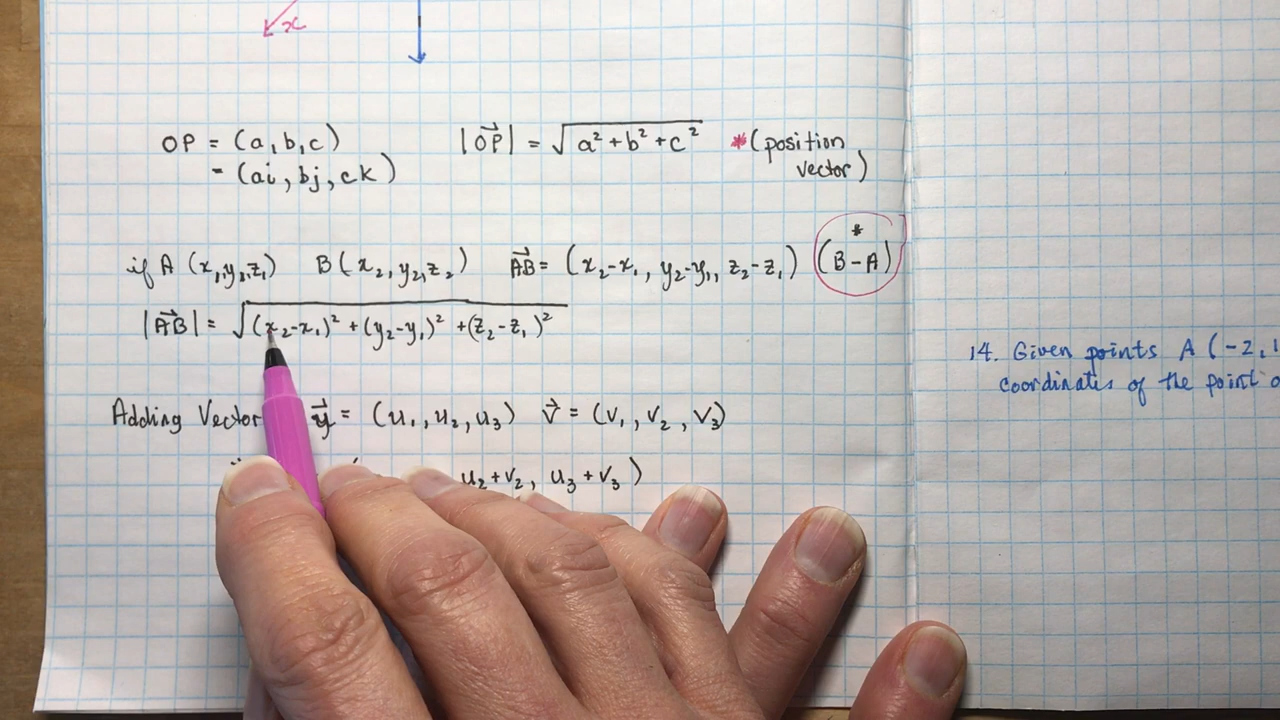 x
OP = (a, b, c) |OP⃗| = √a² + b² + c² *(position
= (ai, bj, ck) vector)
if A (x₁, y₁, z₁) B(x₂, y₂, z₂) AB⃗ = (x₂-x₁, y₂-y₁, z₂-z₁) (B-A)*
|AB⃗| = √(x₂-x₁)² + (y₂-y₁)² + (z₂-z₁)²
Adding Vector = (u₁, u₂, u₃) v⃗ = (v₁, v₂, v₃)
u₂+v₂, u₃+v₃)
14. Given points A (-2, 1
coordinates of the point